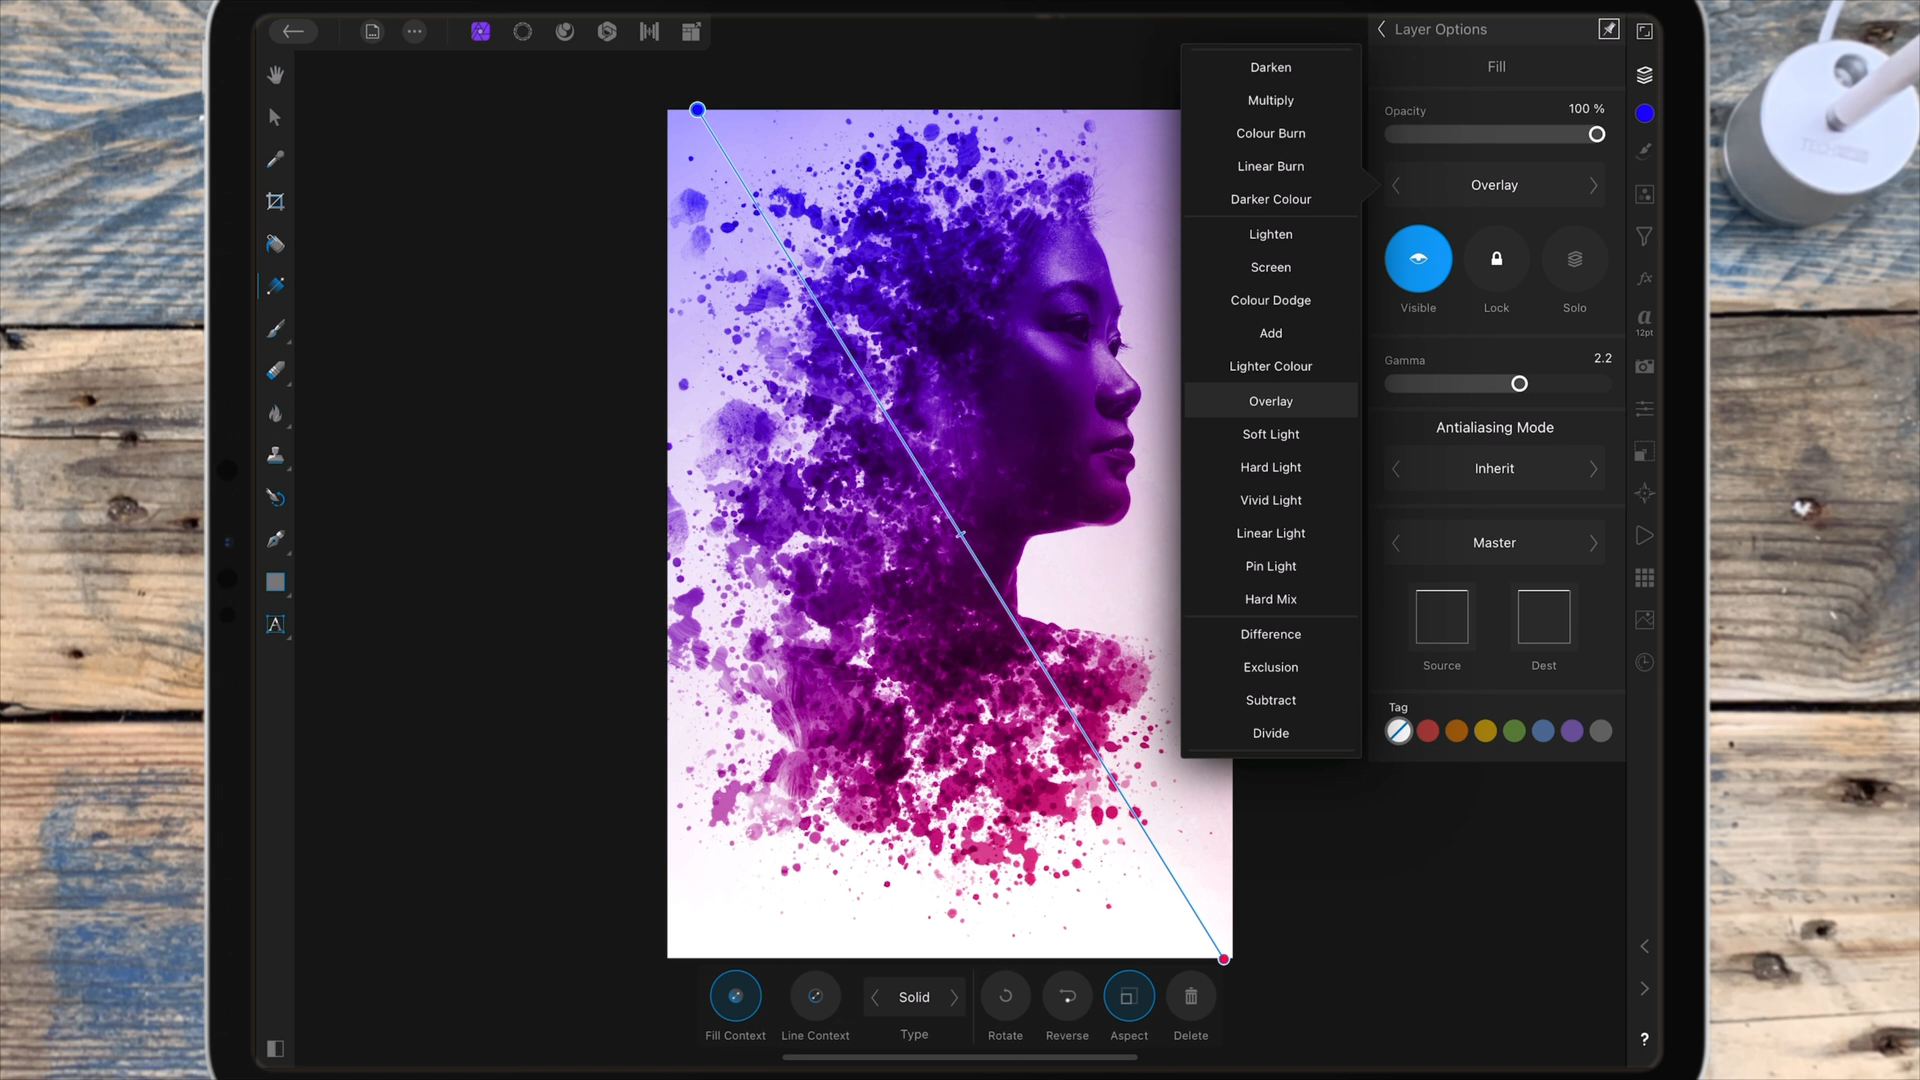 Layer Options
Fill
Opacity
100 %
Overlay
Visible
Lock
Solo
Gamma
2.2
Antialiasing Mode
Inherit
Master
Source
Dest
Tag
Darken
Multiply
Colour Burn
Linear Burn
Darker Colour
Lighten
Screen
Colour Dodge
Add
Lighter Colour
Overlay
Soft Light
Hard Light
Vivid Light
Linear Light
Pin Light
Hard Mix
Difference
Exclusion
Subtract
Divide
fx
a
12pt
A
Fill Context
Line Context
Solid
Type
Rotate
Reverse
Aspect
Delete
?